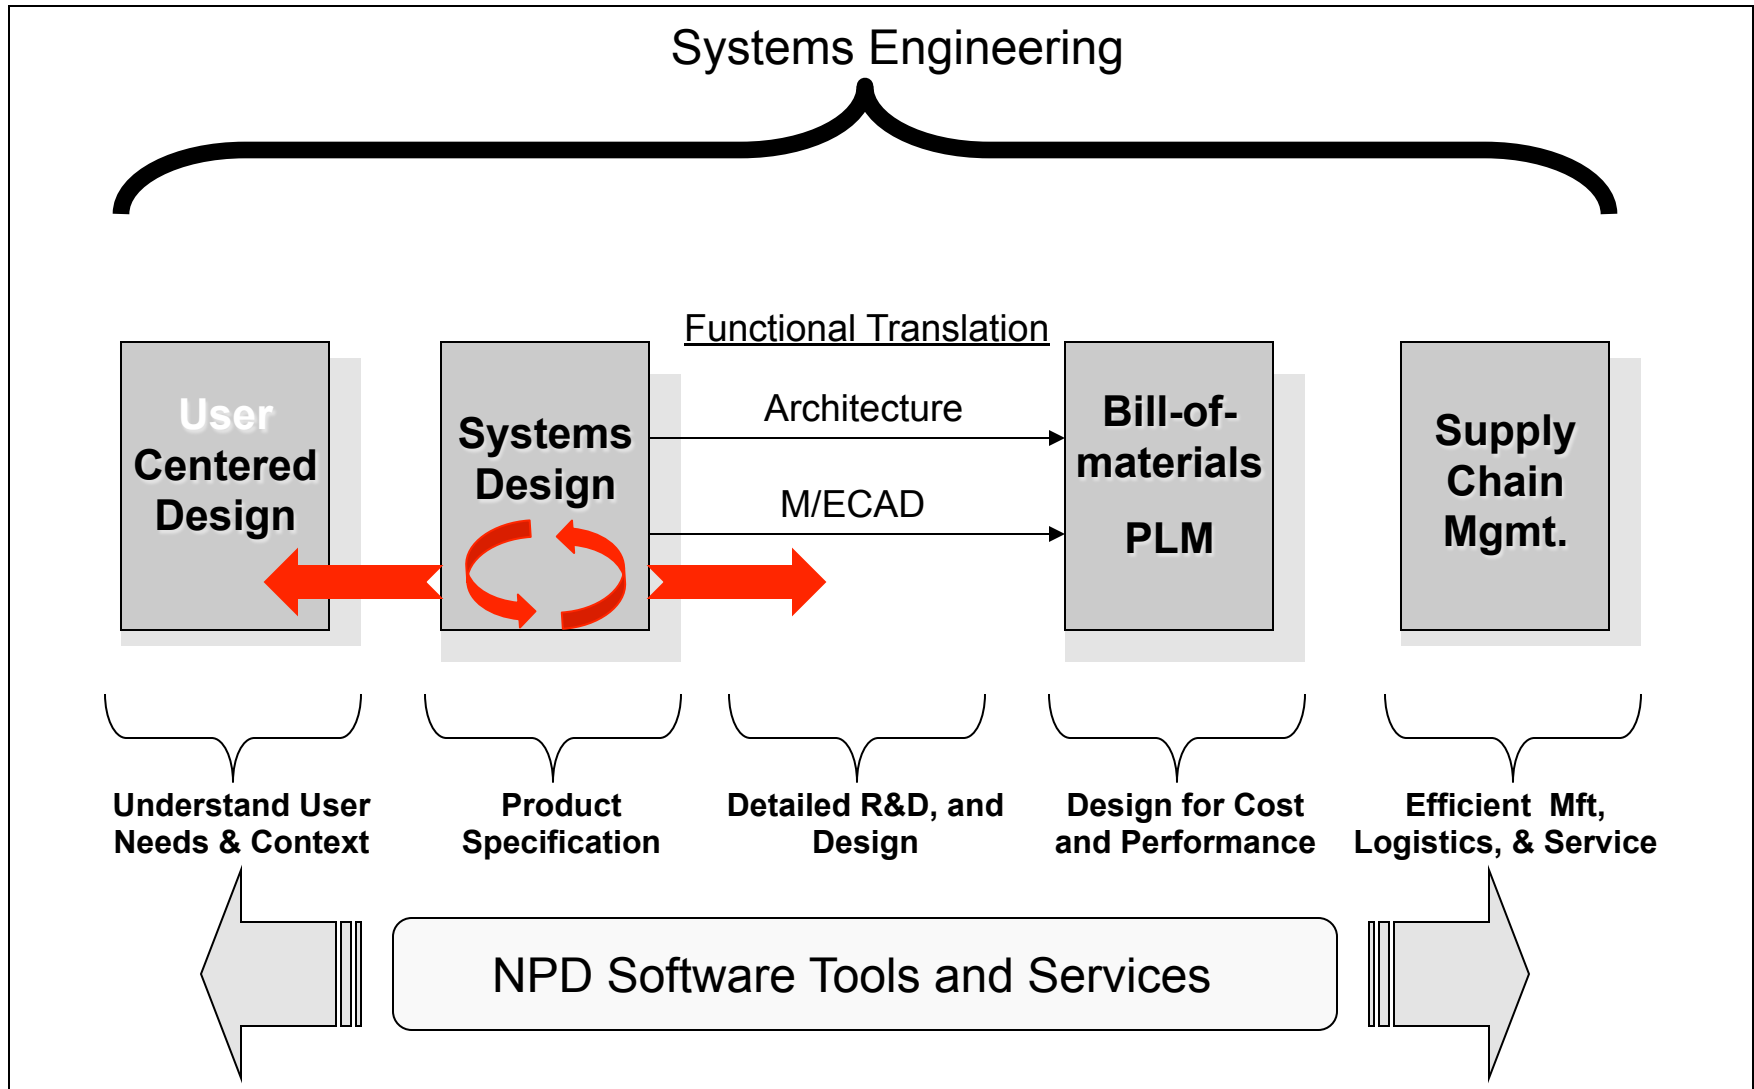 Systems Engineering
Functional Translation
User
Centered
Design
Systems
Design
Architecture
M/ECAD
Bill-of-
materials
PLM
Supply
Chain
Mgmt.
Understand User
Needs & Context
Product
Specification
Detailed R&D, and
Design
Design for Cost
and Performance
Efficient  Mft,
Logistics, & Service
NPD Software Tools and Services